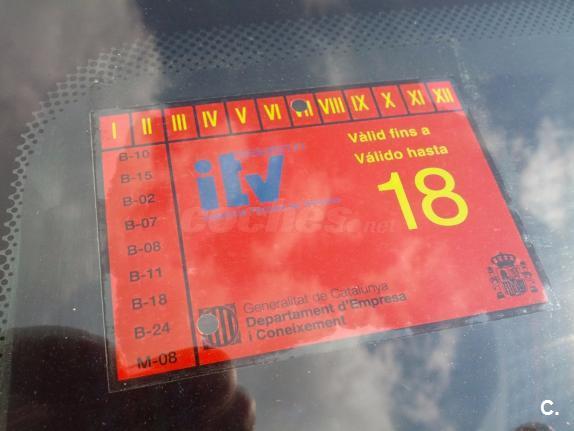 I II III IV V VI VII VIII IX X XI XII
B-10
B-15
B-02
B-07
B-08
B-11
B-18
B-24
M-08
itv
Vàlid fins a
Válido hasta
18
Generalitat de Catalunya
Departament d'Empresa
i Coneixement
coches.net
C.